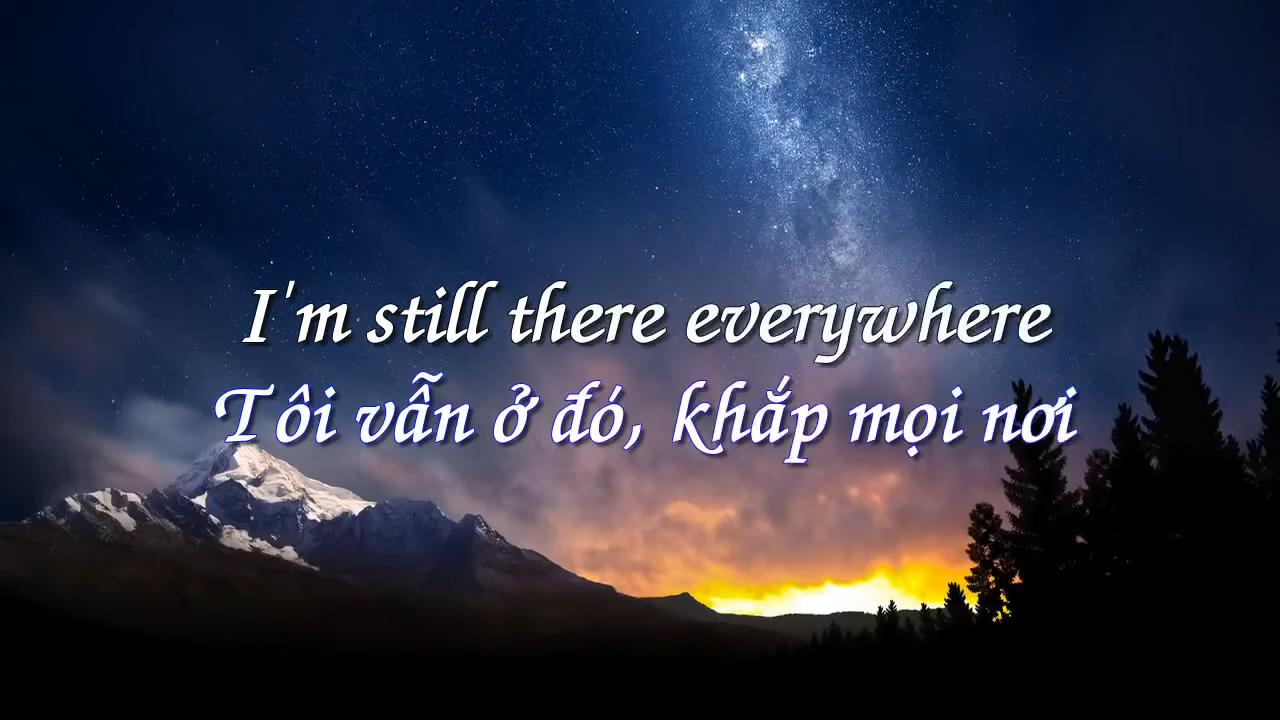 I'm still there everywhere
Tôi vẫn ở đó, khắp mọi nơi